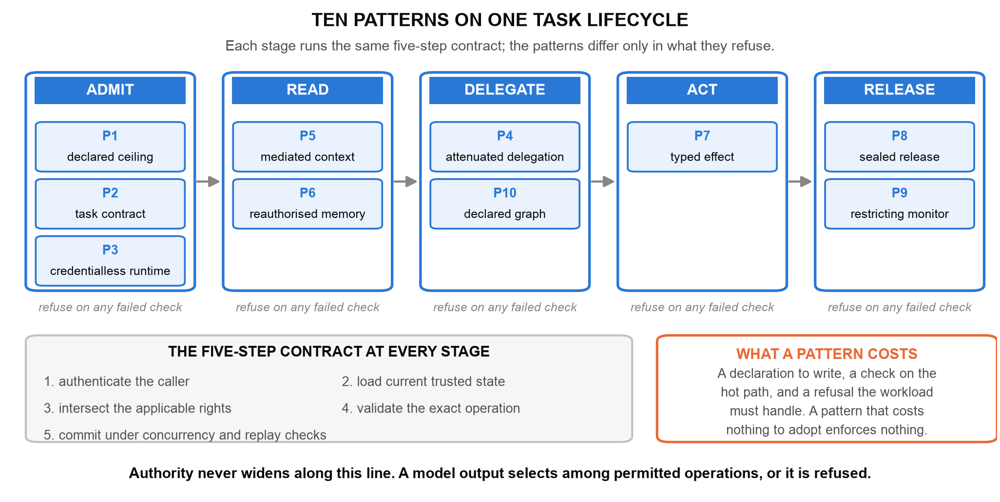 TEN PATTERNS ON ONE TASK LIFECYCLE
Each stage runs the same five-step contract; the patterns differ only in what they refuse.
ADMIT
P1
declared ceiling
P2
task contract
P3
credentialless runtime
refuse on any failed check
READ
P5
mediated context
P6
reauthorised memory
refuse on any failed check
DELEGATE
P4
attenuated delegation
P10
declared graph
refuse on any failed check
ACT
P7
typed effect
refuse on any failed check
RELEASE
P8
sealed release
P9
restricting monitor
refuse on any failed check
THE FIVE-STEP CONTRACT AT EVERY STAGE
1. authenticate the caller
2. load current trusted state
3. intersect the applicable rights
4. validate the exact operation
5. commit under concurrency and replay checks
WHAT A PATTERN COSTS
A declaration to write, a check on the
hot path, and a refusal the workload
must handle. A pattern that costs
nothing to adopt enforces nothing.
Authority never widens along this line. A model output selects among permitted operations, or it is refused.